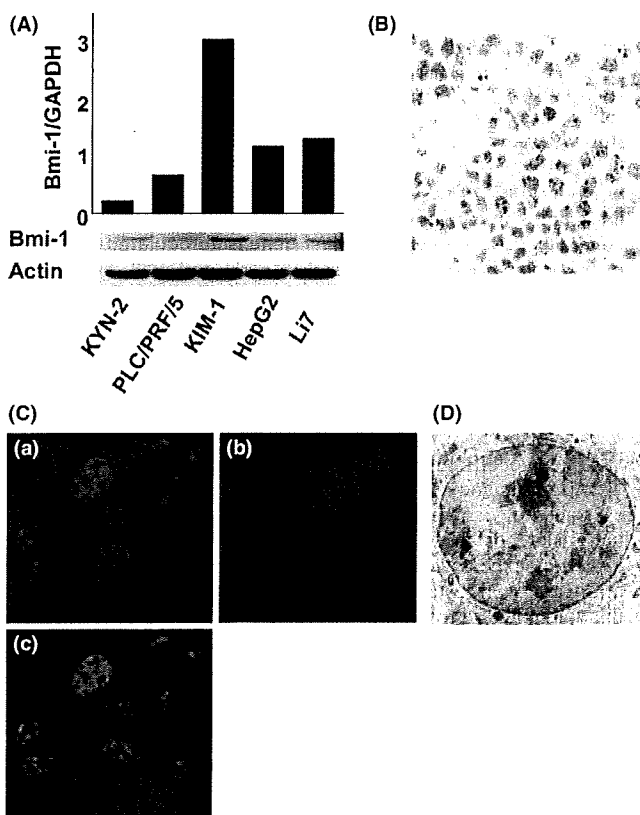 (A)
Bmi-1/GAPDH
3
2
1
0
Bmi-1
Actin
KYN-2
PLC/PRF/5
KIM-1
HepG2
Li7
(B)
(C)
(a)
(b)
(c)
(D)